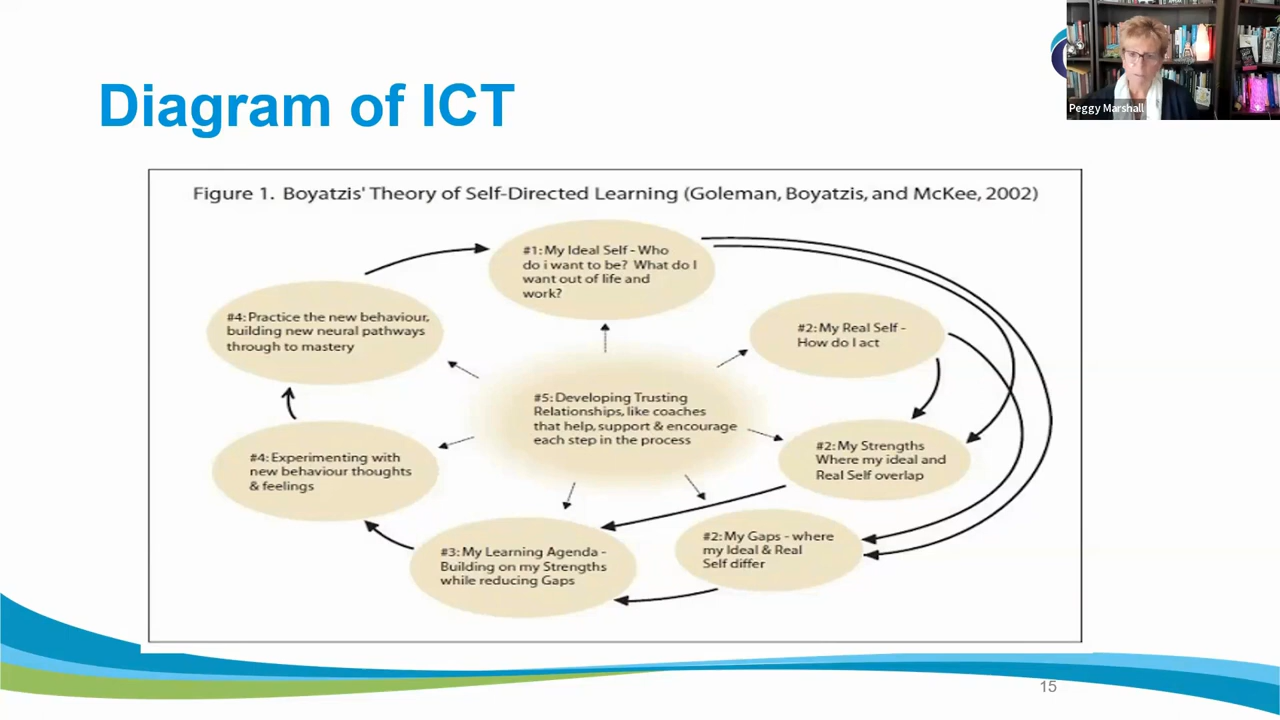 Diagram of ICT
Peggy Marshall
Figure 1. Boyatzis' Theory of Self-Directed Learning (Goleman, Boyatzis, and McKee, 2002)
#1: My Ideal Self - Who
do i want to be? What do I
want out of life and
work?
#2: My Real Self -
How do I act
#2: My Strengths
Where my ideal and
Real Self overlap
#2: My Gaps - where
my Ideal & Real
Self differ
#3: My Learning Agenda -
Building on my Strengths
while reducing Gaps
#4: Experimenting with
new behaviour thoughts
& feelings
#4: Practice the new behaviour,
building new neural pathways
through to mastery
#5: Developing Trusting
Relationships, like coaches
that help, support & encourage
each step in the process
15